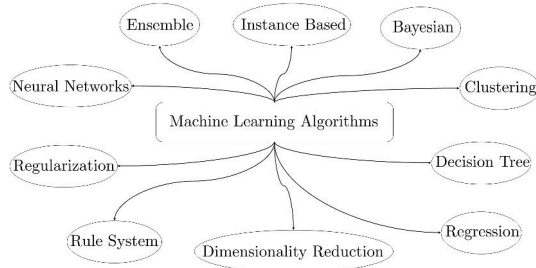 Ensemble
Instance Based
Bayesian
Neural Networks
Clustering
Machine Learning Algorithms
Regularization
Decision Tree
Rule System
Dimensionality Reduction
Regression